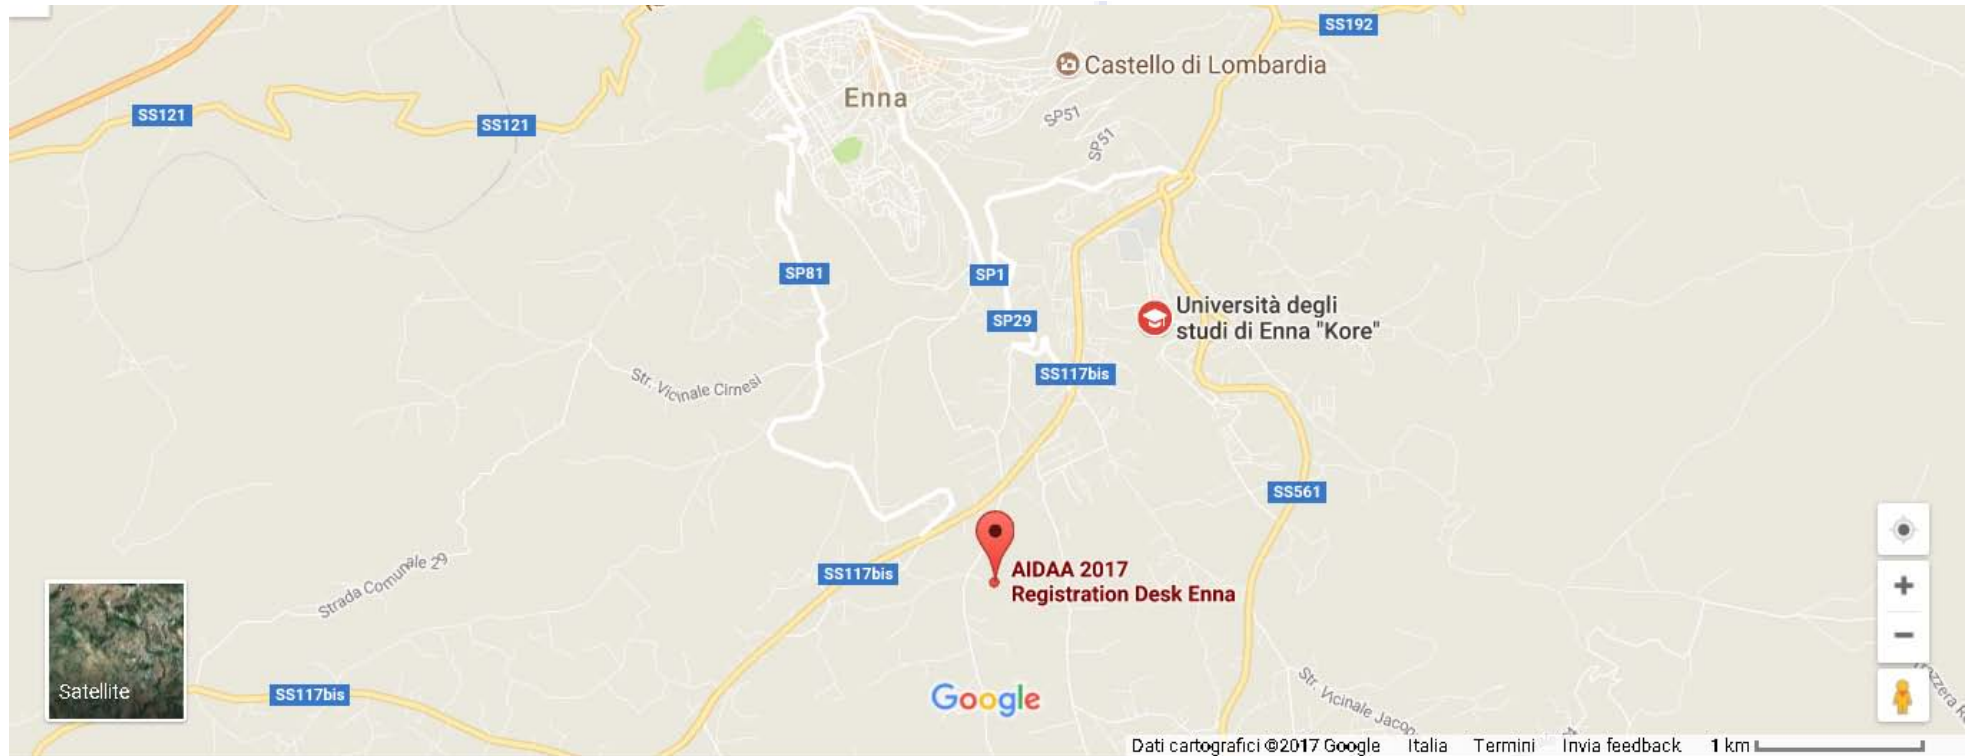 SS192
Castello di Lombardia
Enna
SS121
SS121
SP51
SP51
SP81
SP1
Università degli
studi di Enna "Kore"
SP29
SS117bis
Str. Vicinale Cirnesi
SS561
Strada Comunale 29
SS117bis
AIDAA 2017
Registration Desk Enna
Satellite
SS117bis
Google
Str. Vicinale Jacop
Dati cartografici ©2017 Google Italia Termini Invia feedback 1 km